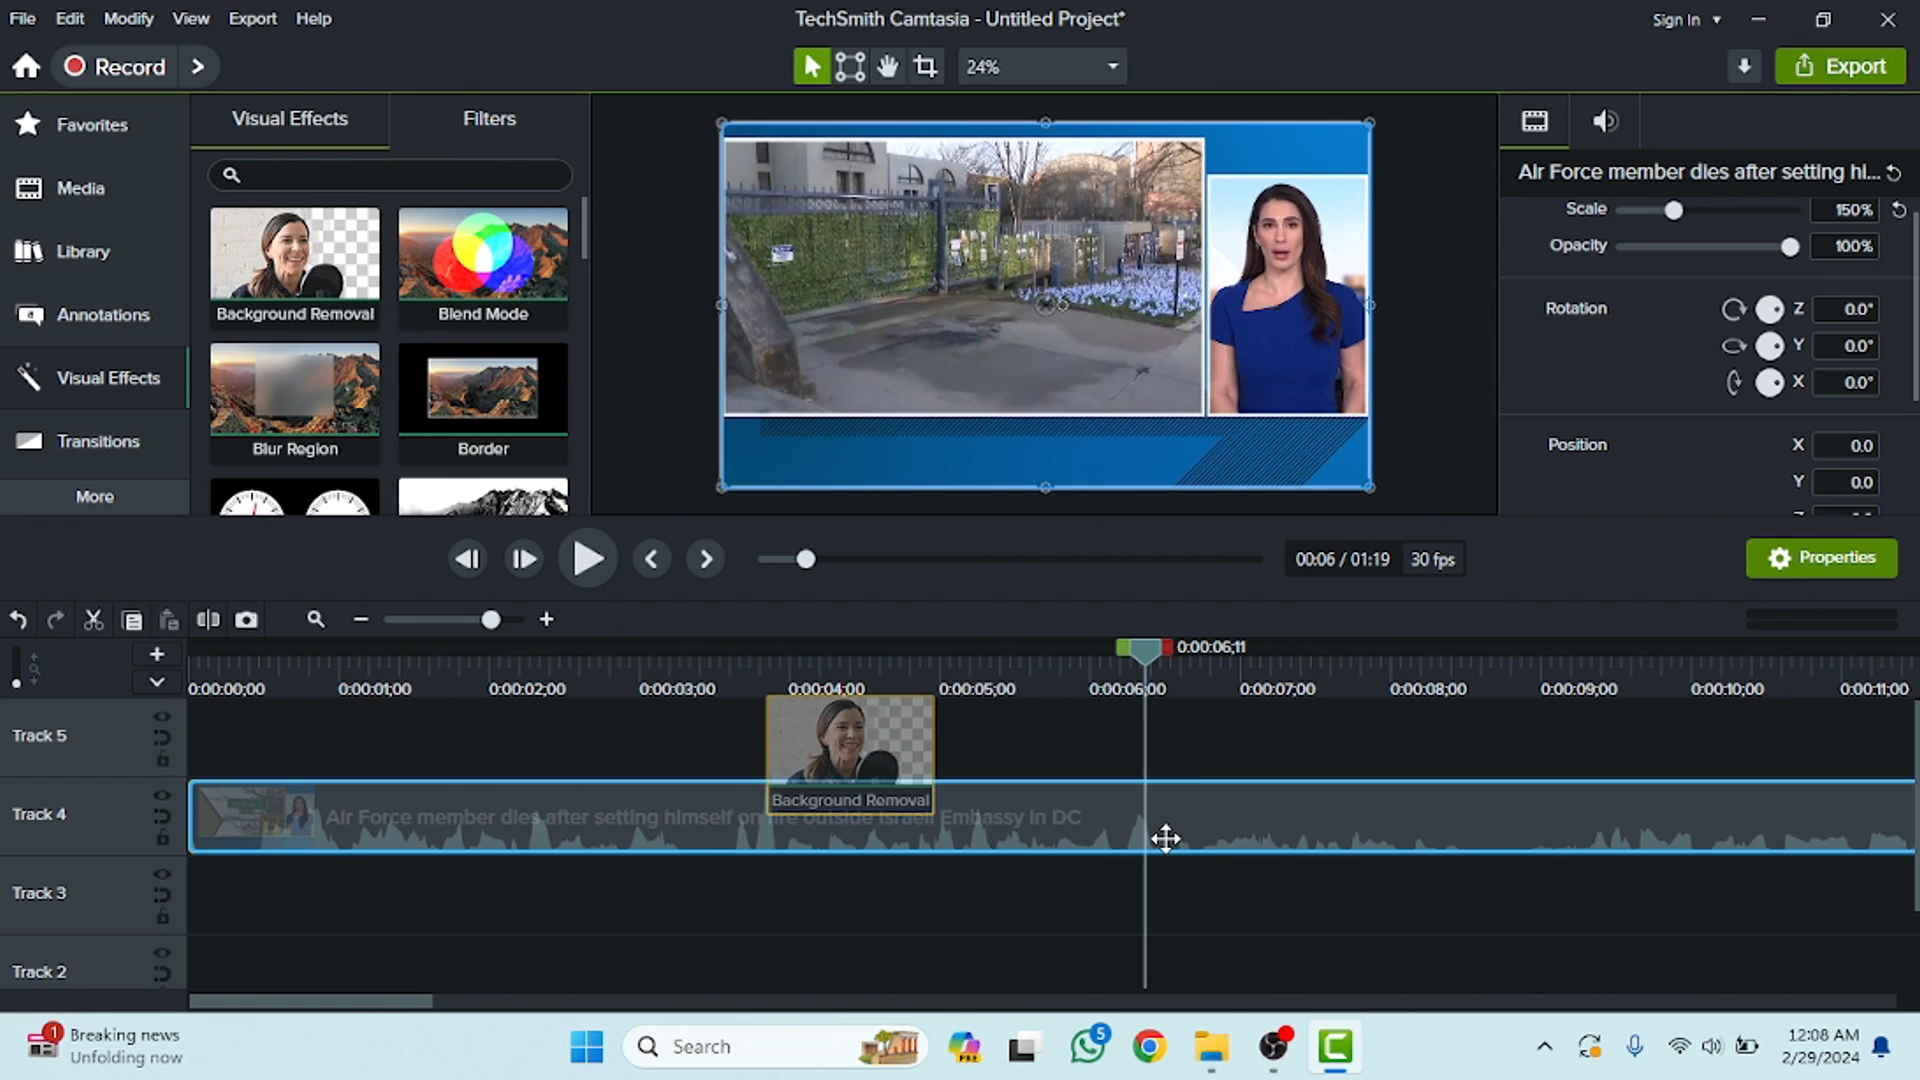 File Edit Modify View Export Help
TechSmith Camtasia - Untitled Project*
Sign In
Record
24%
Export
Favorites
Media
Library
Annotations
Visual Effects
Transitions
More
Visual Effects
Filters
Background Removal
Blend Mode
Blur Region
Border
Air Force member dies after setting hi...
Scale 150%
Opacity 100%
Rotation Z 0.0°
Y 0.0°
X 0.0°
Position X 0.0
Y 0.0
00:06 / 01:19 30 fps
Properties
0:00:06;11
0:00:00;00 0:00:01;00 0:00:02;00 0:00:03;00 0:00:04;00 0:00:05;00 0:00:06;00 0:00:07;00 0:00:08;00 0:00:09;00 0:00:10;00 0:00:11;00
Track 5
Background Removal
Track 4
Air Force member dies after setting himself on fire outside Israeli Embassy in DC
Track 3
Track 2
1
Breaking news
Unfolding now
Search
PRE
5
12:08 AM
2/29/2024